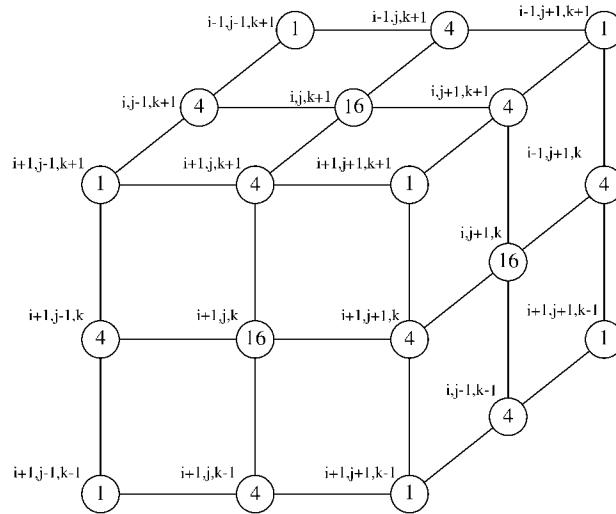 i-1,j-1,k+1 i-1,j,k+1 i-1,j+1,k+1
1 4 1
i,j-1,k+1 i,j,k+1 i,j+1,k+1
4 16 4
i+1,j-1,k+1 i+1,j,k+1 i+1,j+1,k+1 i-1,j+1,k
1 4 1 4
i,j+1,k
16
i+1,j-1,k i+1,j,k i+1,j+1,k i+1,j+1,k-1
4 16 4 1
i,j-1,k-1
4
i+1,j-1,k-1 i+1,j,k-1 i+1,j+1,k-1
1 4 1